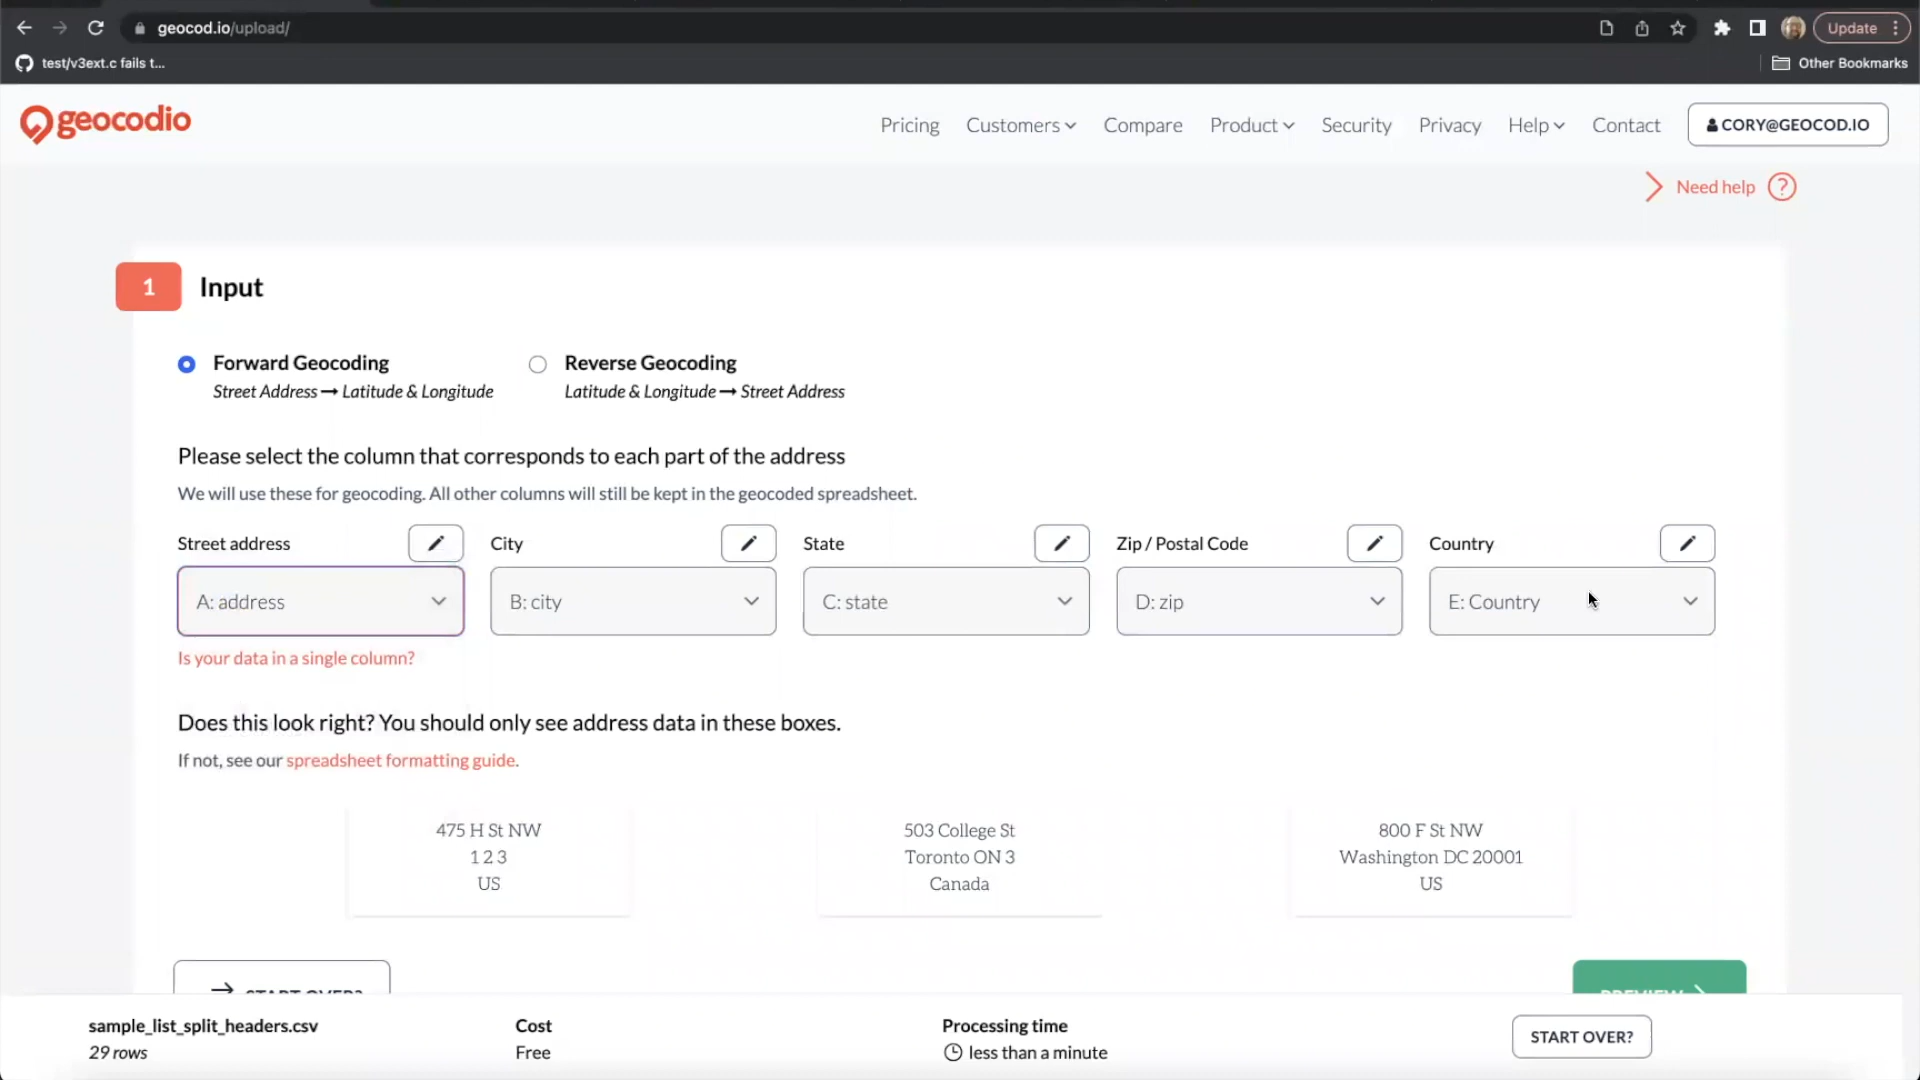 geocod.io/upload/
Update
test/v3ext.c fails t...
Other Bookmarks
geocodio
Pricing
Customers
Compare
Product
Security
Privacy
Help
Contact
CORY@GEOCOD.IO
Need help ?
1 Input
Forward Geocoding
Street Address → Latitude & Longitude
Reverse Geocoding
Latitude & Longitude → Street Address
Please select the column that corresponds to each part of the address
We will use these for geocoding. All other columns will still be kept in the geocoded spreadsheet.
Street address
City
State
Zip / Postal Code
Country
A: address
B: city
C: state
D: zip
E: Country
Is your data in a single column?
Does this look right? You should only see address data in these boxes.
If not, see our spreadsheet formatting guide.
475 H St NW
1 2 3
US
503 College St
Toronto ON 3
Canada
800 F St NW
Washington DC 20001
US
START OVER?
PREVIEW
sample_list_split_headers.csv
29 rows
Cost
Free
Processing time
less than a minute
START OVER?